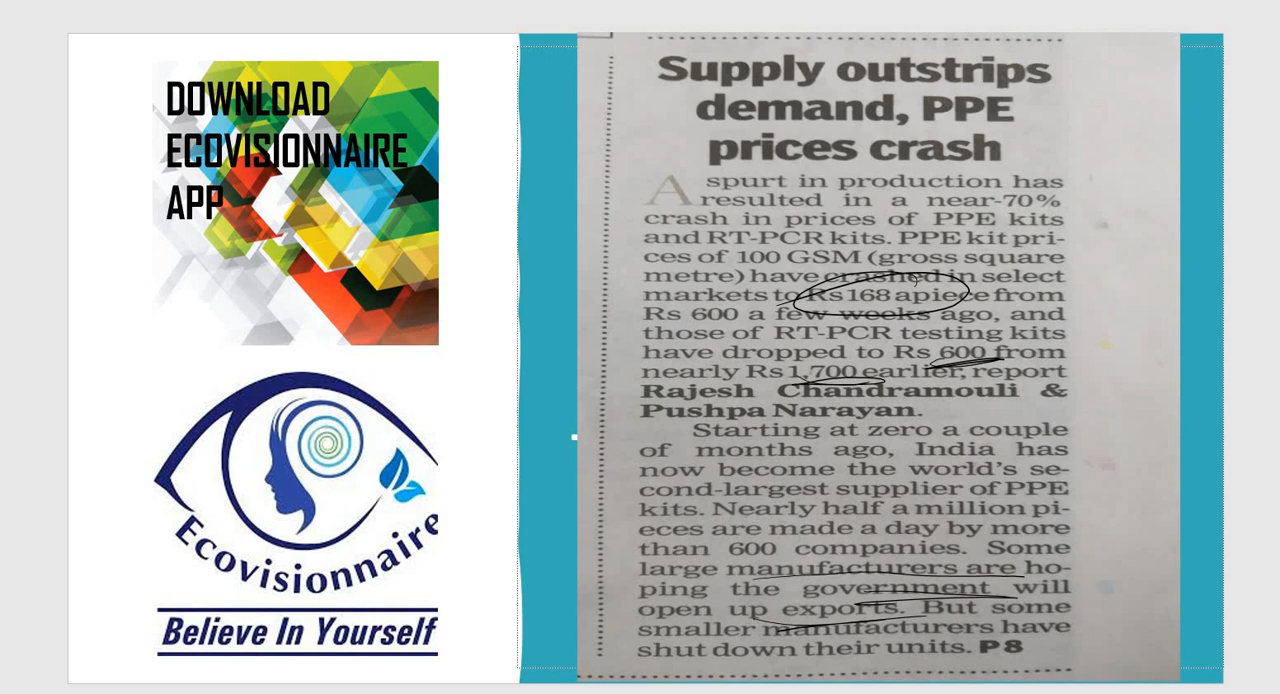 DOWNLOAD
ECOVISIONNAIRE
APP
Ecovisionnaire
Believe In Yourself
Supply outstrips
demand, PPE
prices crash
A spurt in production has
resulted in a near-70%
crash in prices of PPE kits
and RT-PCR kits. PPE kit pri-
ces of 100 GSM (gross square
metre) have crashed in select
markets to Rs 168 apiece from
Rs 600 a few weeks ago, and
those of RT-PCR testing kits
have dropped to Rs 600 from
nearly Rs 1,700 earlier, report
Rajesh Chandramouli &
Pushpa Narayan.
Starting at zero a couple
of months ago, India has
now become the world's se-
cond-largest supplier of PPE
kits. Nearly half a million pi-
eces are made a day by more
than 600 companies. Some
large manufacturers are ho-
ping the government will
open up exports. But some
smaller manufacturers have
shut down their units. P8